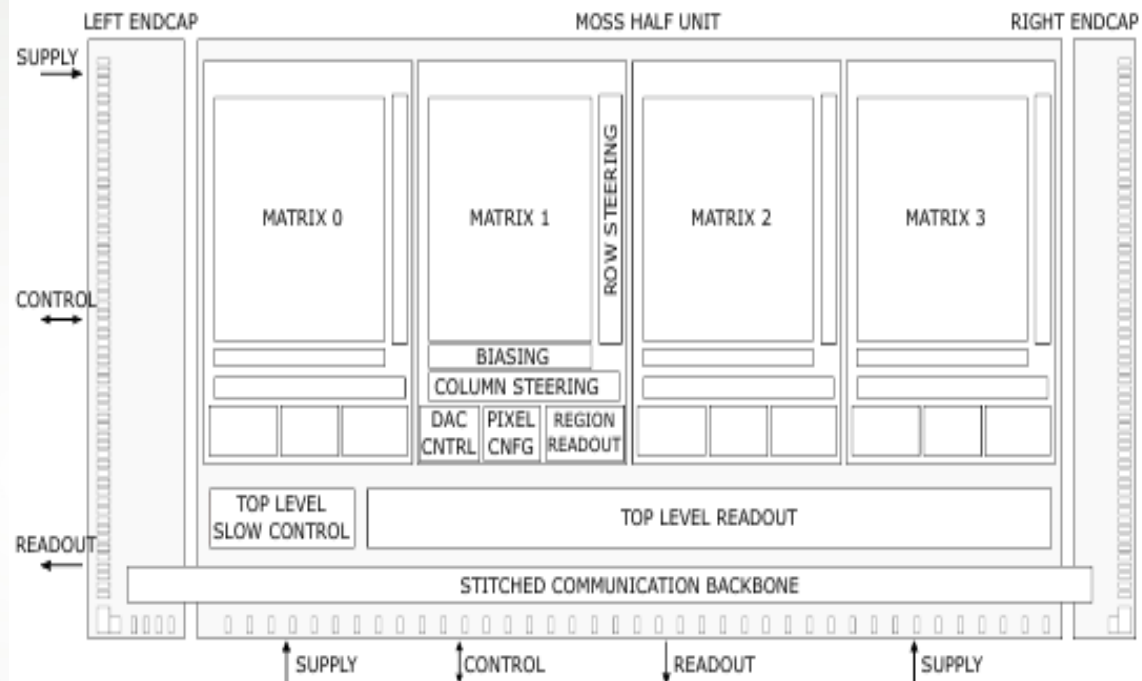 LEFT ENDCAP
MOSS HALF UNIT
RIGHT ENDCAP
SUPPLY
MATRIX 0
MATRIX 1
ROW STEERING
MATRIX 2
MATRIX 3
CONTROL
BIASING
COLUMN STEERING
DAC
CNTRL
PIXEL
CNFG
REGION
READOUT
TOP LEVEL
SLOW CONTROL
TOP LEVEL READOUT
READOUT
STITCHED COMMUNICATION BACKBONE
SUPPLY
CONTROL
READOUT
SUPPLY